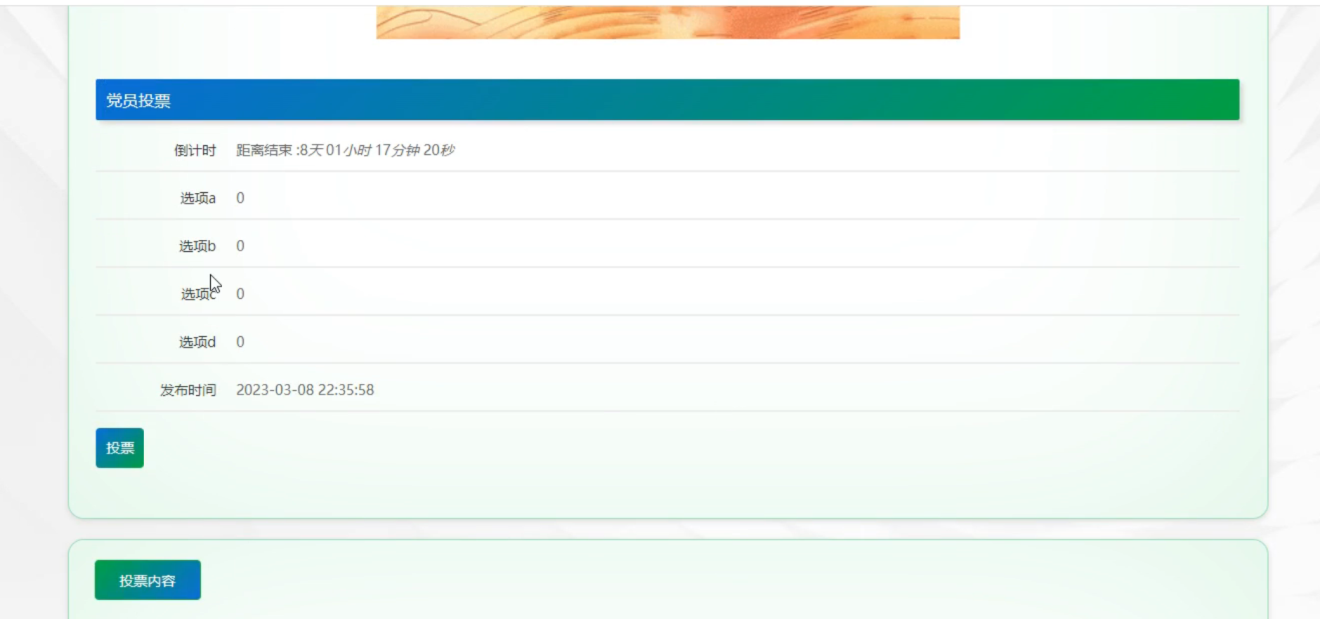 党员投票
倒计时 距离结束 :8天 01小时 17分钟 20秒
选项a 0
选项b 0
选项c 0
选项d 0
发布时间 2023-03-08 22:35:58
投票
投票内容